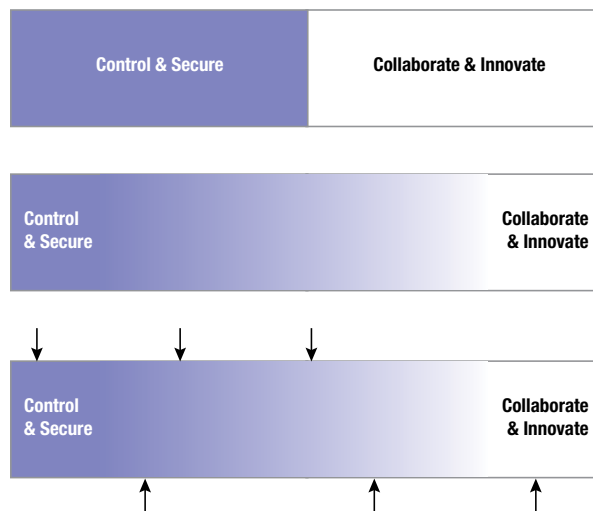 Control & Secure
Collaborate & Innovate
Control
& Secure
Collaborate
& Innovate
Control
& Secure
Collaborate
& Innovate